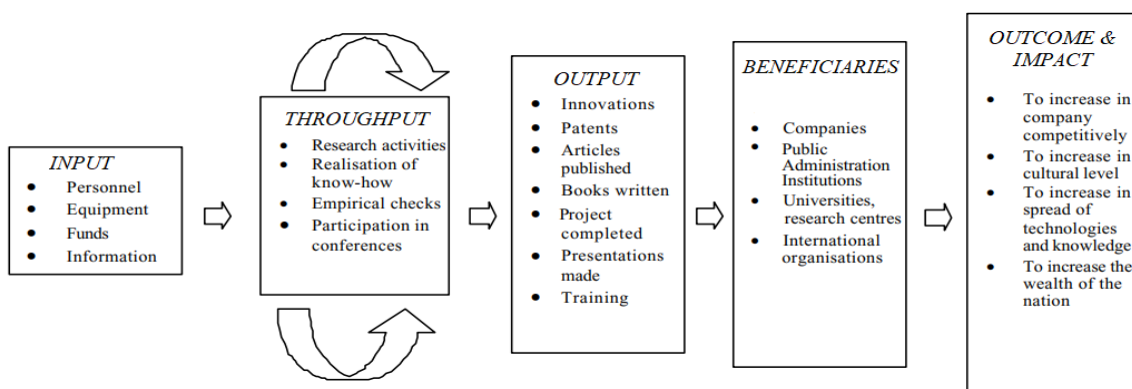 INPUT
• Personnel
• Equipment
• Funds
• Information
THROUGHPUT
• Research activities
• Realisation of
know-how
• Empirical checks
• Participation in
conferences
OUTPUT
• Innovations
• Patents
• Articles
published
• Books written
• Project
completed
• Presentations
made
• Training
BENEFICIARIES
• Companies
• Public
Administration
Institutions
• Universities,
research centres
• International
organisations
OUTCOME &
IMPACT
• To increase in
company
competitively
• To increase in
cultural level
• To increase in
spread of
technologies
and knowledge
• To increase the
wealth of the
nation